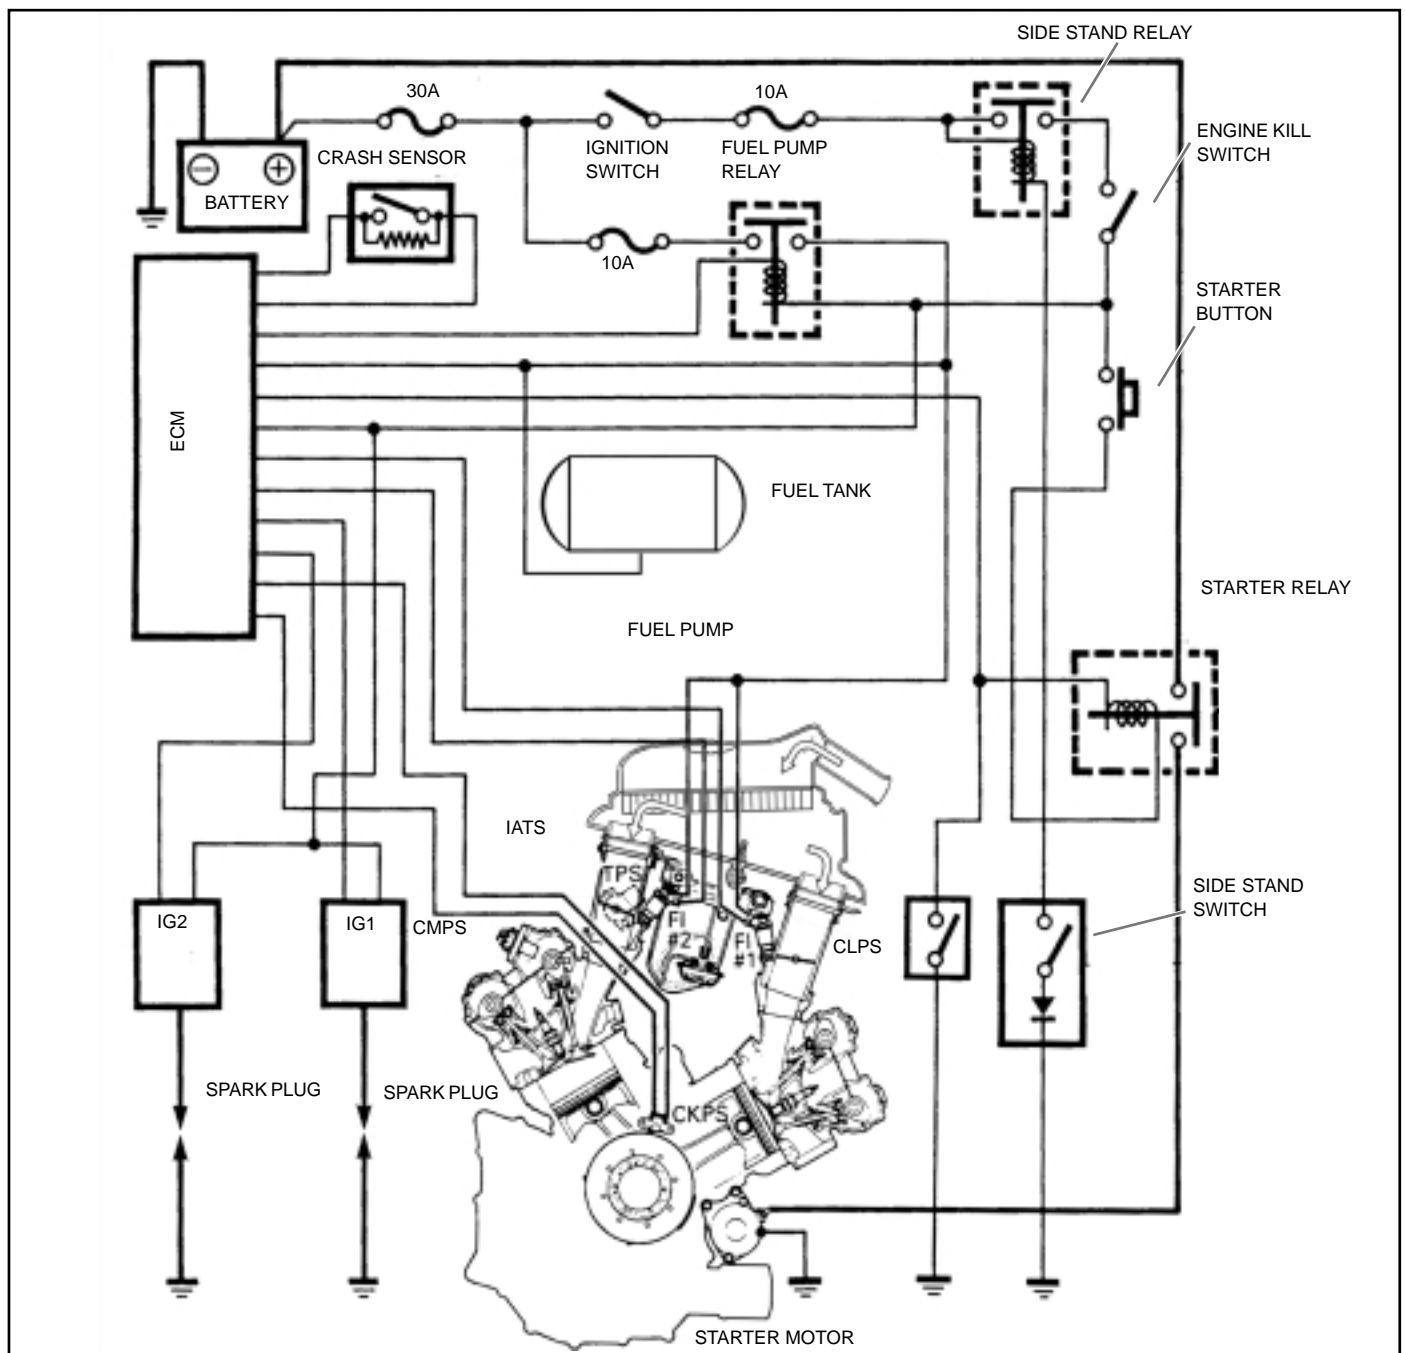 SIDE STAND RELAY
30A
10A
ENGINE KILL
SWITCH
CRASH SENSOR
IGNITION
SWITCH
FUEL PUMP
RELAY
BATTERY
10A
STARTER
BUTTON
ECM
FUEL TANK
STARTER RELAY
FUEL PUMP
IATS
TPS
SIDE STAND
SWITCH
IG2
IG1
CMPS
FI
#2
FI
#1
CLPS
SPARK PLUG
SPARK PLUG
CKPS
STARTER MOTOR